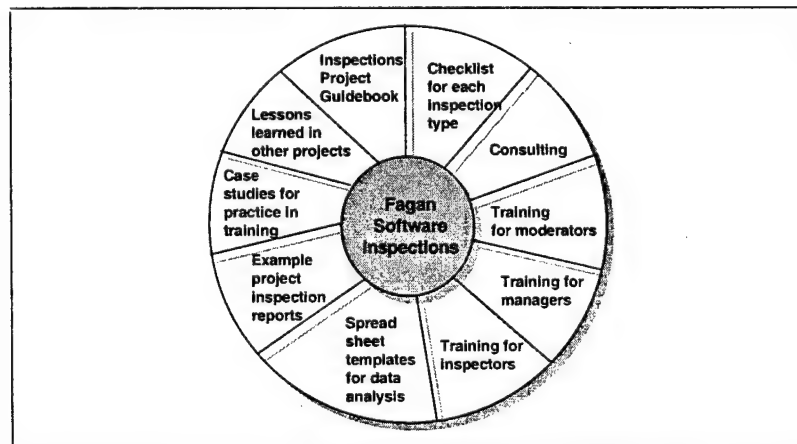 Inspections
Project
Guidebook
Checklist
for each
inspection
type
Consulting
Training
for moderators
Training for
managers
Training for
inspectors
Spread
sheet
templates
for data
analysis
Example
project
inspection
reports
Case
studies for
practice in
training
Lessons
learned in
other projects
Fagan
Software
Inspections